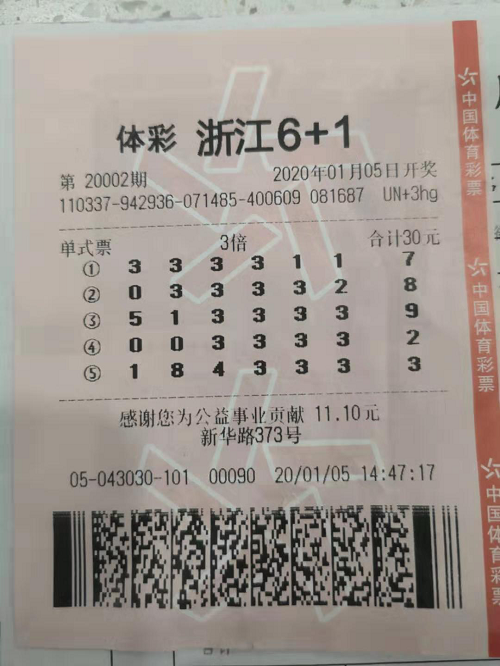 体彩 浙江6+1
第 20002期 2020年01月05日开奖
110337-942936-071485-400609 081687 UN+3hg
单式票 3倍 合计30元
① 3 3 3 3 1 1 7
② 0 3 3 3 3 2 8
③ 5 1 3 3 3 3 9
④ 0 0 3 3 3 3 2
⑤ 1 8 4 3 3 3 3
感谢您为公益事业贡献 11.10元
新华路373号
05-043030-101 00090 20/01/05 14:47:17
中国体育彩票
中国体育彩票
中国体育彩票